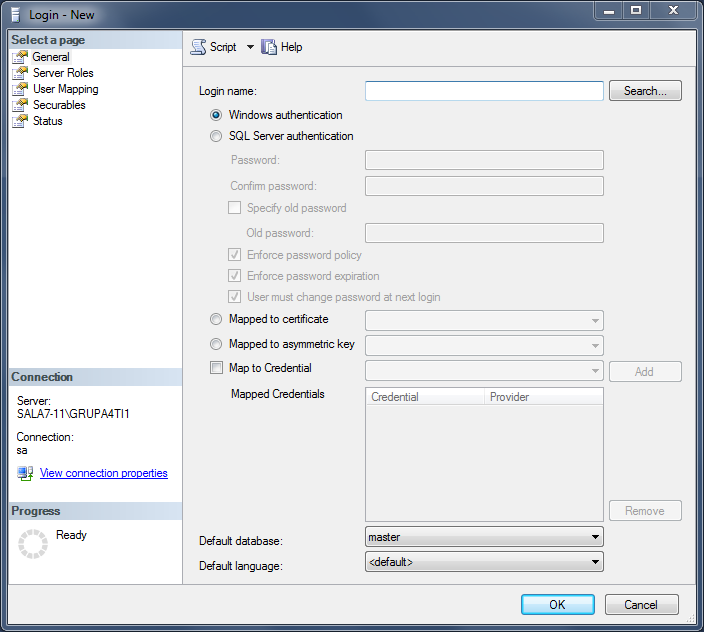 Login - New
Select a page
General
Server Roles
User Mapping
Securables
Status
Script
Help
Login name:
Search...
Windows authentication
SQL Server authentication
Password:
Confirm password:
Specify old password
Old password:
Enforce password policy
Enforce password expiration
User must change password at next login
Mapped to certificate
Mapped to asymmetric key
Map to Credential
Add
Mapped Credentials
Credential Provider
Remove
Default database:
master
Default language:
<default>
Connection
Server:
SALA7-11\GRUPA4TI1
Connection:
sa
View connection properties
Progress
Ready
OK
Cancel